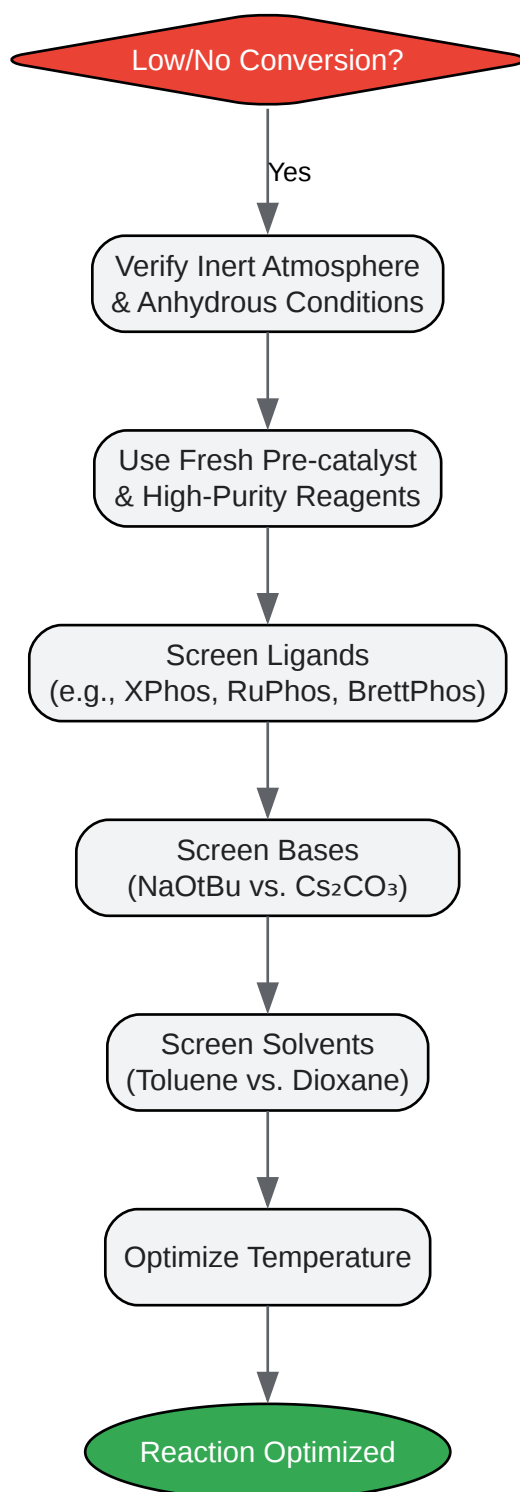 Low/No Conversion?
Yes
Verify Inert Atmosphere
& Anhydrous Conditions
Use Fresh Pre-catalyst
& High-Purity Reagents
Screen Ligands
(e.g., XPhos, RuPhos, BrettPhos)
Screen Bases
(NaOtBu vs. Cs₂CO₃)
Screen Solvents
(Toluene vs. Dioxane)
Optimize Temperature
Reaction Optimized